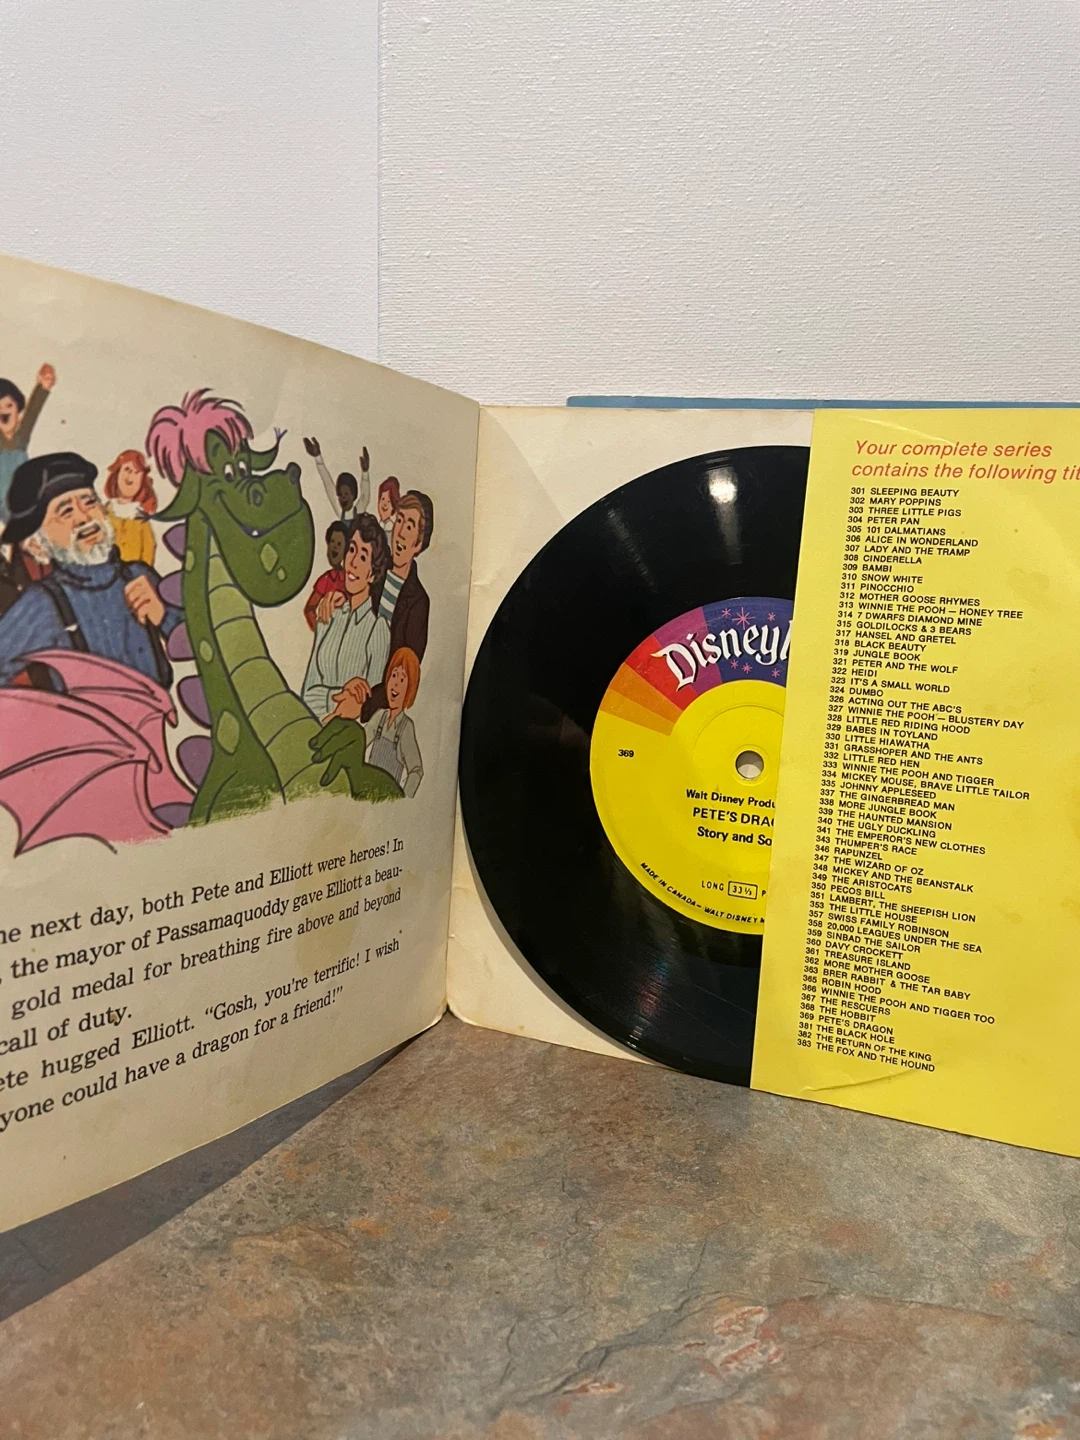 next day, both Pete and Elliott were heroes! In
the mayor of Passamaquoddy gave Elliott a beau-
gold medal for breathing fire above and beyond
call of duty.
hugged Elliott. "Gosh, you're terrific! I wish
could have a dragon for a friend!"
369
Walt Disney
PETE'S
Story and
LONG 33⅓
MADE IN CANADA – WALT DISNEY
Your complete series
contains the following
301 SLEEPING BEAUTY
302 MARY POPPINS
303 THREE LITTLE PIGS
304 PETER PAN
305 101 DALMATIANS
306 ALICE IN WONDERLAND
307 LADY AND THE TRAMP
308 CINDERELLA
309 BAMBI
310 SNOW WHITE
311 PINOCCHIO
312 MOTHER GOOSE RHYMES
313 WINNIE THE POOH — HONEY TREE
314 7 DWARFS DIAMOND MINE
315 GOLDILOCKS & 3 BEARS
317 HANSEL AND GRETEL
318 BLACK BEAUTY
319 JUNGLE BOOK
321 PETER AND THE WOLF
322 HEIDI
323 IT'S A SMALL WORLD
324 DUMBO
326 ACTING OUT THE ABC'S
327 WINNIE THE POOH — BLUSTERY DAY
328 LITTLE RED RIDING HOOD
329 BABES IN TOYLAND
330 LITTLE HIAWATHA
331 GRASSHOPER AND THE ANTS
332 LITTLE RED HEN
333 WINNIE THE POOH AND TIGGER
334 MICKEY MOUSE, BRAVE LITTLE TAILOR
335 JOHNNY APPLESEED
337 THE GINGERBREAD MAN
338 MORE JUNGLE BOOK
339 THE HAUNTED MANSION
340 THE UGLY DUCKLING
341 THE EMPEROR'S NEW CLOTHES
343 THUMPER'S RACE
346 RAPUNZEL
347 THE WIZARD OF OZ
348 MICKEY AND THE BEANSTALK
349 THE ARISTOCATS
350 PECOS BILL
351 LAMBERT, THE SHEEPISH LION
353 THE LITTLE HOUSE
357 SWISS FAMILY ROBINSON
358 20,000 LEAGUES UNDER THE SEA
359 SINBAD THE SAILOR
360 DAVY CROCKETT
361 TREASURE ISLAND
362 MORE MOTHER GOOSE
363 BRER RABBIT & THE TAR BABY
365 ROBIN HOOD
366 WINNIE THE POOH AND TIGGER TOO
367 THE RESCUERS
368 THE HOBBIT
369 PETE'S DRAGON
381 THE BLACK HOLE
382 THE RETURN OF THE KING
383 THE FOX AND THE HOUND